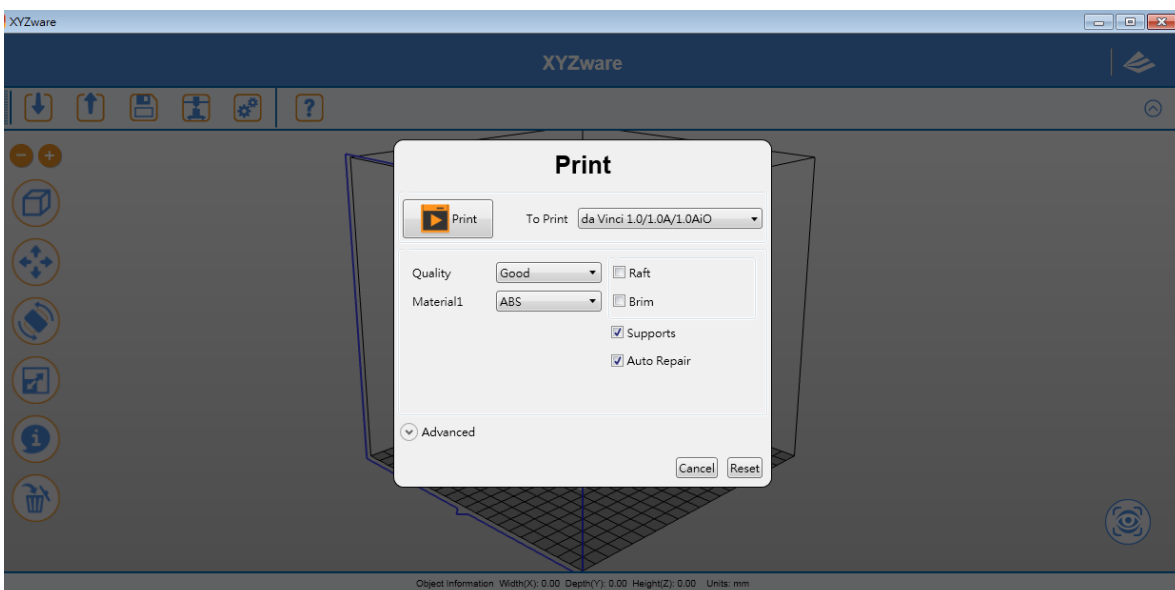 XYZware
XYZware
?
Print
Print To Print da Vinci 1.0/1.0A/1.0AiO
Quality Good Raft
Material1 ABS Brim
Supports
Auto Repair
Advanced
Cancel Reset
Object Information Width(X): 0.00 Depth(Y): 0.00 Height(Z): 0.00 Units: mm